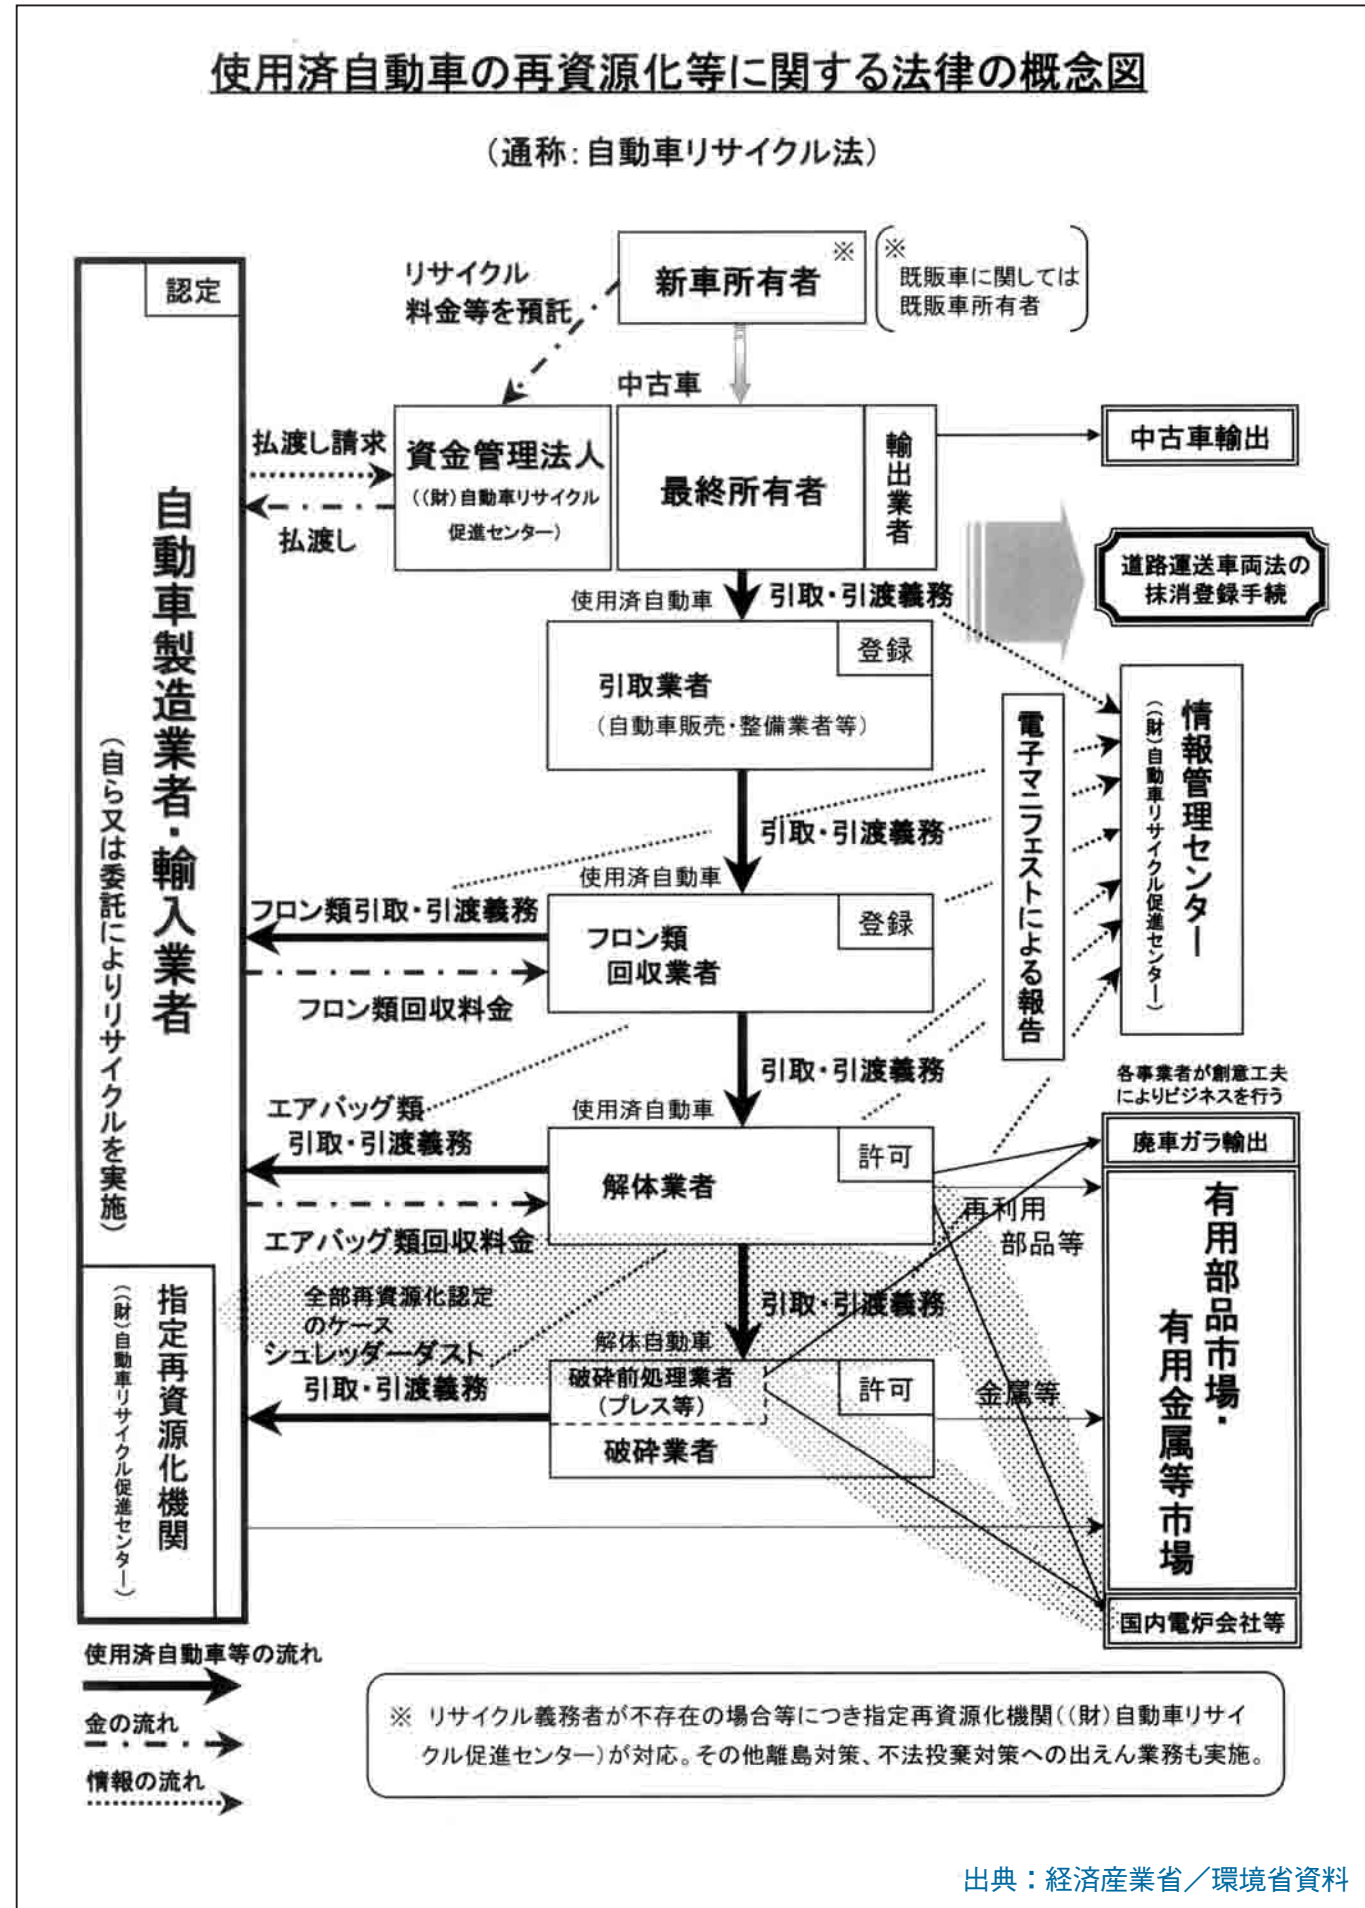 使用済自動車の再資源化等に関する法律の概念図
（通称：自動車リサイクル法）
新車所有者
※
※
既販車に関しては
既販車所有者
リサイクル
料金等を預託
認定
中古車
払渡し請求
払渡し
資金管理法人
（(財)自動車リサイクル
促進センター）
最終所有者
輸出業者
中古車輸出
道路運送車両法の
抹消登録手続
使用済自動車
引取・引渡義務
引取業者
（自動車販売・整備業者等）
登録
自動車製造業者・輸入業者
（自ら又は委託によりリサイクルを実施）
電子マニフェストによる報告
情報管理センター
（(財)自動車リサイクル促進センター）
引取・引渡義務
使用済自動車
フロン類引取・引渡義務
フロン類
回収業者
登録
フロン類回収料金
引取・引渡義務
使用済自動車
エアバッグ類
引取・引渡義務
解体業者
許可
エアバッグ類回収料金
各事業者が創意工夫
によりビジネスを行う
廃車ガラ輸出
再利用
部品等
有用部品市場・
有用金属等市場
国内電炉会社等
指定再資源化機関
（(財)自動車リサイクル促進センター）
全部再資源化認定
のケース
引取・引渡義務
解体自動車
シュレッダーダスト
引取・引渡義務
破砕前処理業者
（プレス等）
破砕業者
許可
金属等
使用済自動車等の流れ
金の流れ
情報の流れ
※ リサイクル義務者が不存在の場合等につき指定再資源化機関((財)自動車リサイ
クル促進センター)が対応。その他離島対策、不法投棄対策への出えん業務も実施。
出典：経済産業省／環境省資料